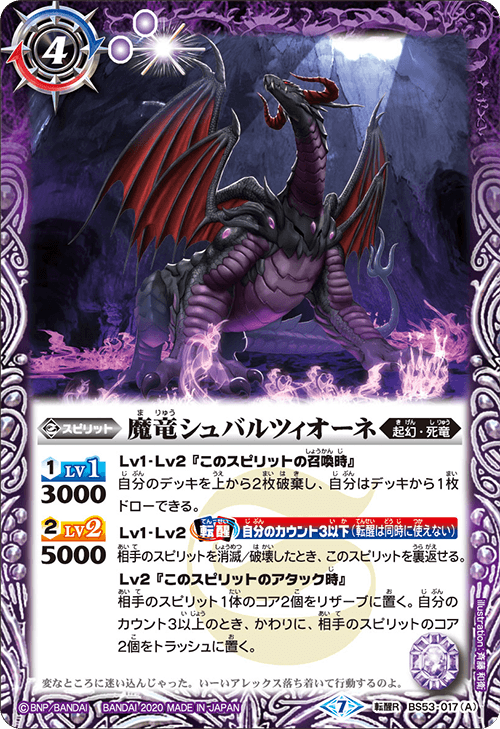 4
スピリット
ま りゅう
魔竜シュバルツィオーネ
き げん しりゅう
起幻・死竜
1 LV1 3000
2 LV2 5000
Lv1・Lv2『このスピリットの召喚時』
自分のデッキを上から2枚破棄し、自分はデッキから1枚
ドローできる。
Lv1・Lv2 転醒 自分のカウント3以下(転醒は同時に使えない)
相手のスピリットを消滅/破壊したとき、このスピリットを裏返せる。
Lv2『このスピリットのアタック時』
相手のスピリット1体のコア2個をリザーブに置く。自分の
カウント3以上のとき、かわりに、相手のスピリットのコア
2個をトラッシュに置く。
変なところに迷い込んじゃった。いーいアレックス落ち着いて行動するのよ。
illustration:斉藤 和衛
©BNP/BANDAI BANDAI 2020 MADE IN JAPAN
7
転醒R BS53-017(A)